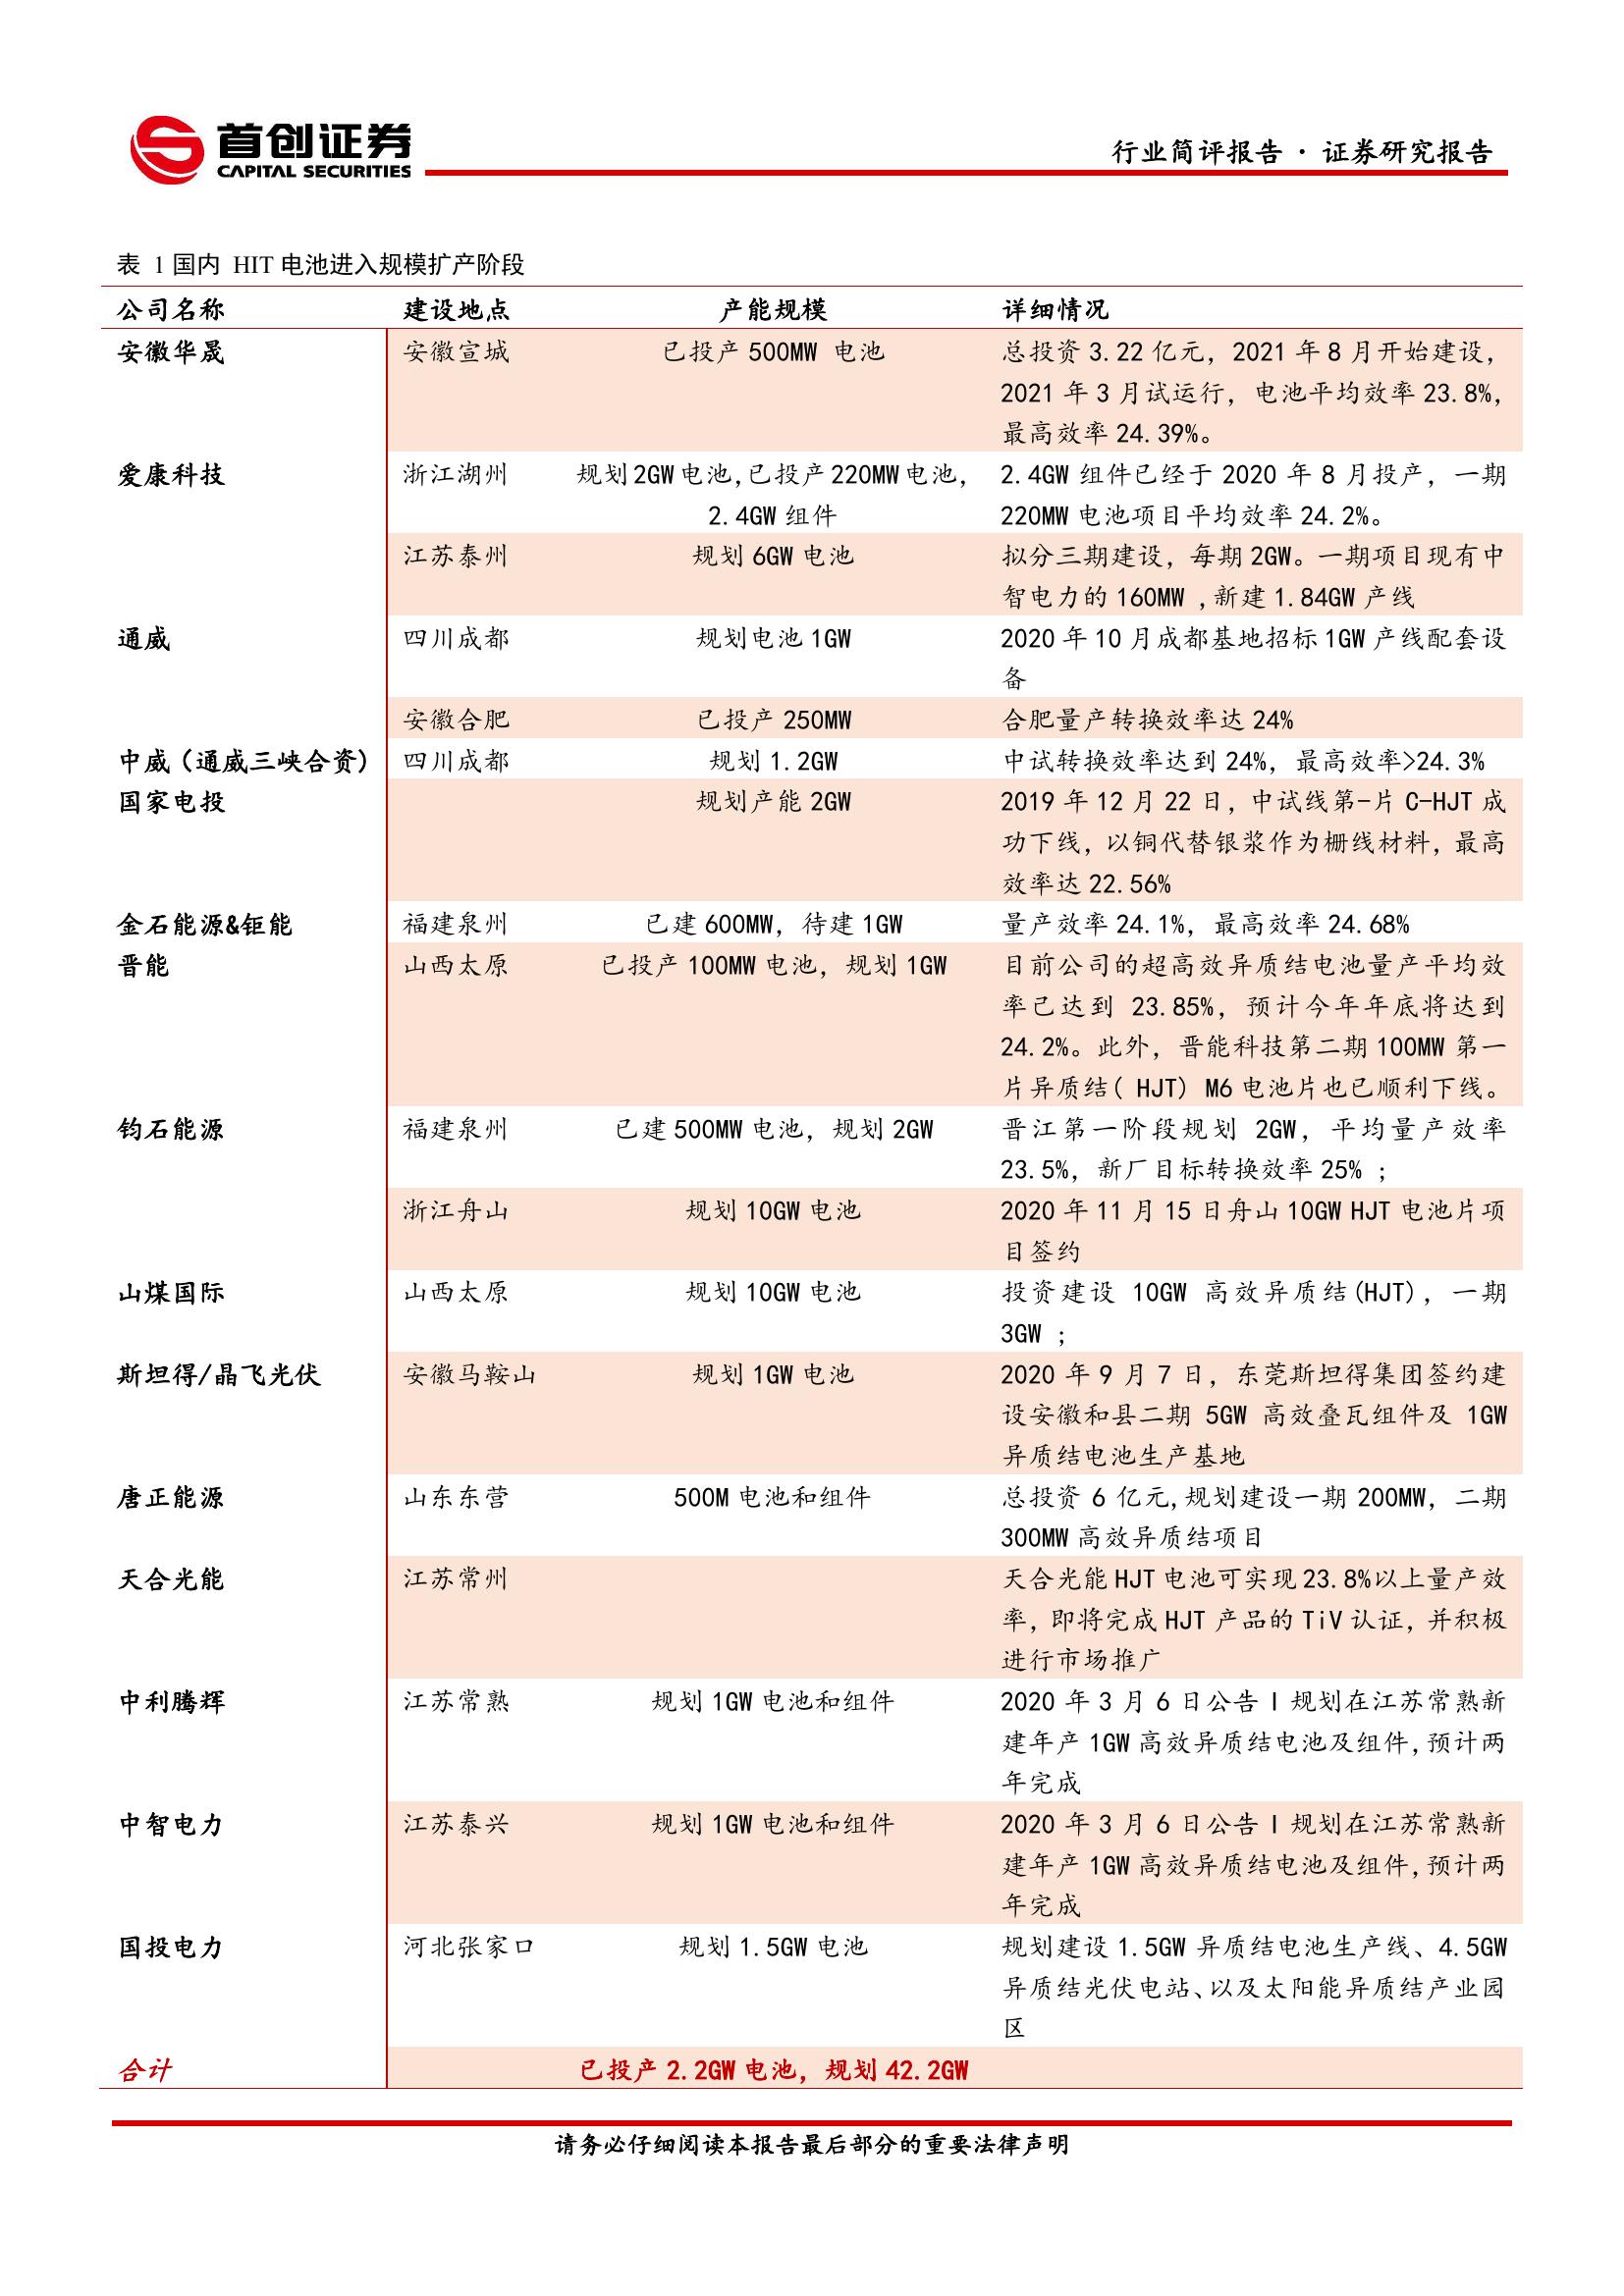 首创证券
CAPITAL SECURITIES
行业简评报告·证券研究报告
表 1 国内 HIT 电池进入规模扩产阶段
公司名称 建设地点 产能规模 详细情况
安徽华晟 安徽宣城 已投产 500MW 电池 总投资 3.22 亿元，2021 年 8 月开始建设，
2021 年 3 月试运行，电池平均效率 23.8%，
最高效率 24.39%。
爱康科技 浙江湖州 规划 2GW 电池,已投产 220MW 电池， 2.4GW 组件已经于 2020 年 8 月投产，一期
2.4GW 组件 220MW 电池项目平均效率 24.2%。
江苏泰州 规划 6GW 电池 拟分三期建设，每期 2GW。一期项目现有中
智电力的 160MW ,新建 1.84GW 产线
通威 四川成都 规划电池 1GW 2020 年 10 月成都基地招标 1GW 产线配套设
备
安徽合肥 已投产 250MW 合肥量产转换效率达 24%
中威（通威三峡合资） 四川成都 规划 1.2GW 中试转换效率达到 24%，最高效率>24.3%
国家电投 规划产能 2GW 2019 年 12 月 22 日，中试线第-片 C-HJT 成
功下线，以铜代替银浆作为栅线材料，最高
效率达 22.56%
金石能源&钜能 福建泉州 已建 600MW，待建 1GW 量产效率 24.1%，最高效率 24.68%
晋能 山西太原 已投产 100MW 电池，规划 1GW 目前公司的超高效异质结电池量产平均效
率已达到 23.85%，预计今年年底将达到
24.2%。此外，晋能科技第二期 100MW 第一
片异质结( HJT) M6 电池片也已顺利下线。
钧石能源 福建泉州 已建 500MW 电池，规划 2GW 晋江第一阶段规划 2GW，平均量产效率
23.5%，新厂目标转换效率 25% ；
浙江舟山 规划 10GW 电池 2020 年 11 月 15 日舟山 10GW HJT 电池片项
目签约
山煤国际 山西太原 规划 10GW 电池 投资建设 10GW 高效异质结(HJT)，一期
3GW ；
斯坦得/晶飞光伏 安徽马鞍山 规划 1GW 电池 2020 年 9 月 7 日，东莞斯坦得集团签约建
设安徽和县二期 5GW 高效叠瓦组件及 1GW
异质结电池生产基地
唐正能源 山东东营 500M 电池和组件 总投资 6 亿元,规划建设一期 200MW，二期
300MW 高效异质结项目
天合光能 江苏常州 天合光能 HJT 电池可实现 23.8%以上量产效
率，即将完成 HJT 产品的 TiV 认证，并积极
进行市场推广
中利腾辉 江苏常熟 规划 1GW 电池和组件 2020 年 3 月 6 日公告 I 规划在江苏常熟新
建年产 1GW 高效异质结电池及组件,预计两
年完成
中智电力 江苏泰兴 规划 1GW 电池和组件 2020 年 3 月 6 日公告 I 规划在江苏常熟新
建年产 1GW 高效异质结电池及组件,预计两
年完成
国投电力 河北张家口 规划 1.5GW 电池 规划建设 1.5GW 异质结电池生产线、4.5GW
异质结光伏电站、以及太阳能异质结产业园
区
合计 已投产 2.2GW 电池，规划 42.2GW
请务必仔细阅读本报告最后部分的重要法律声明